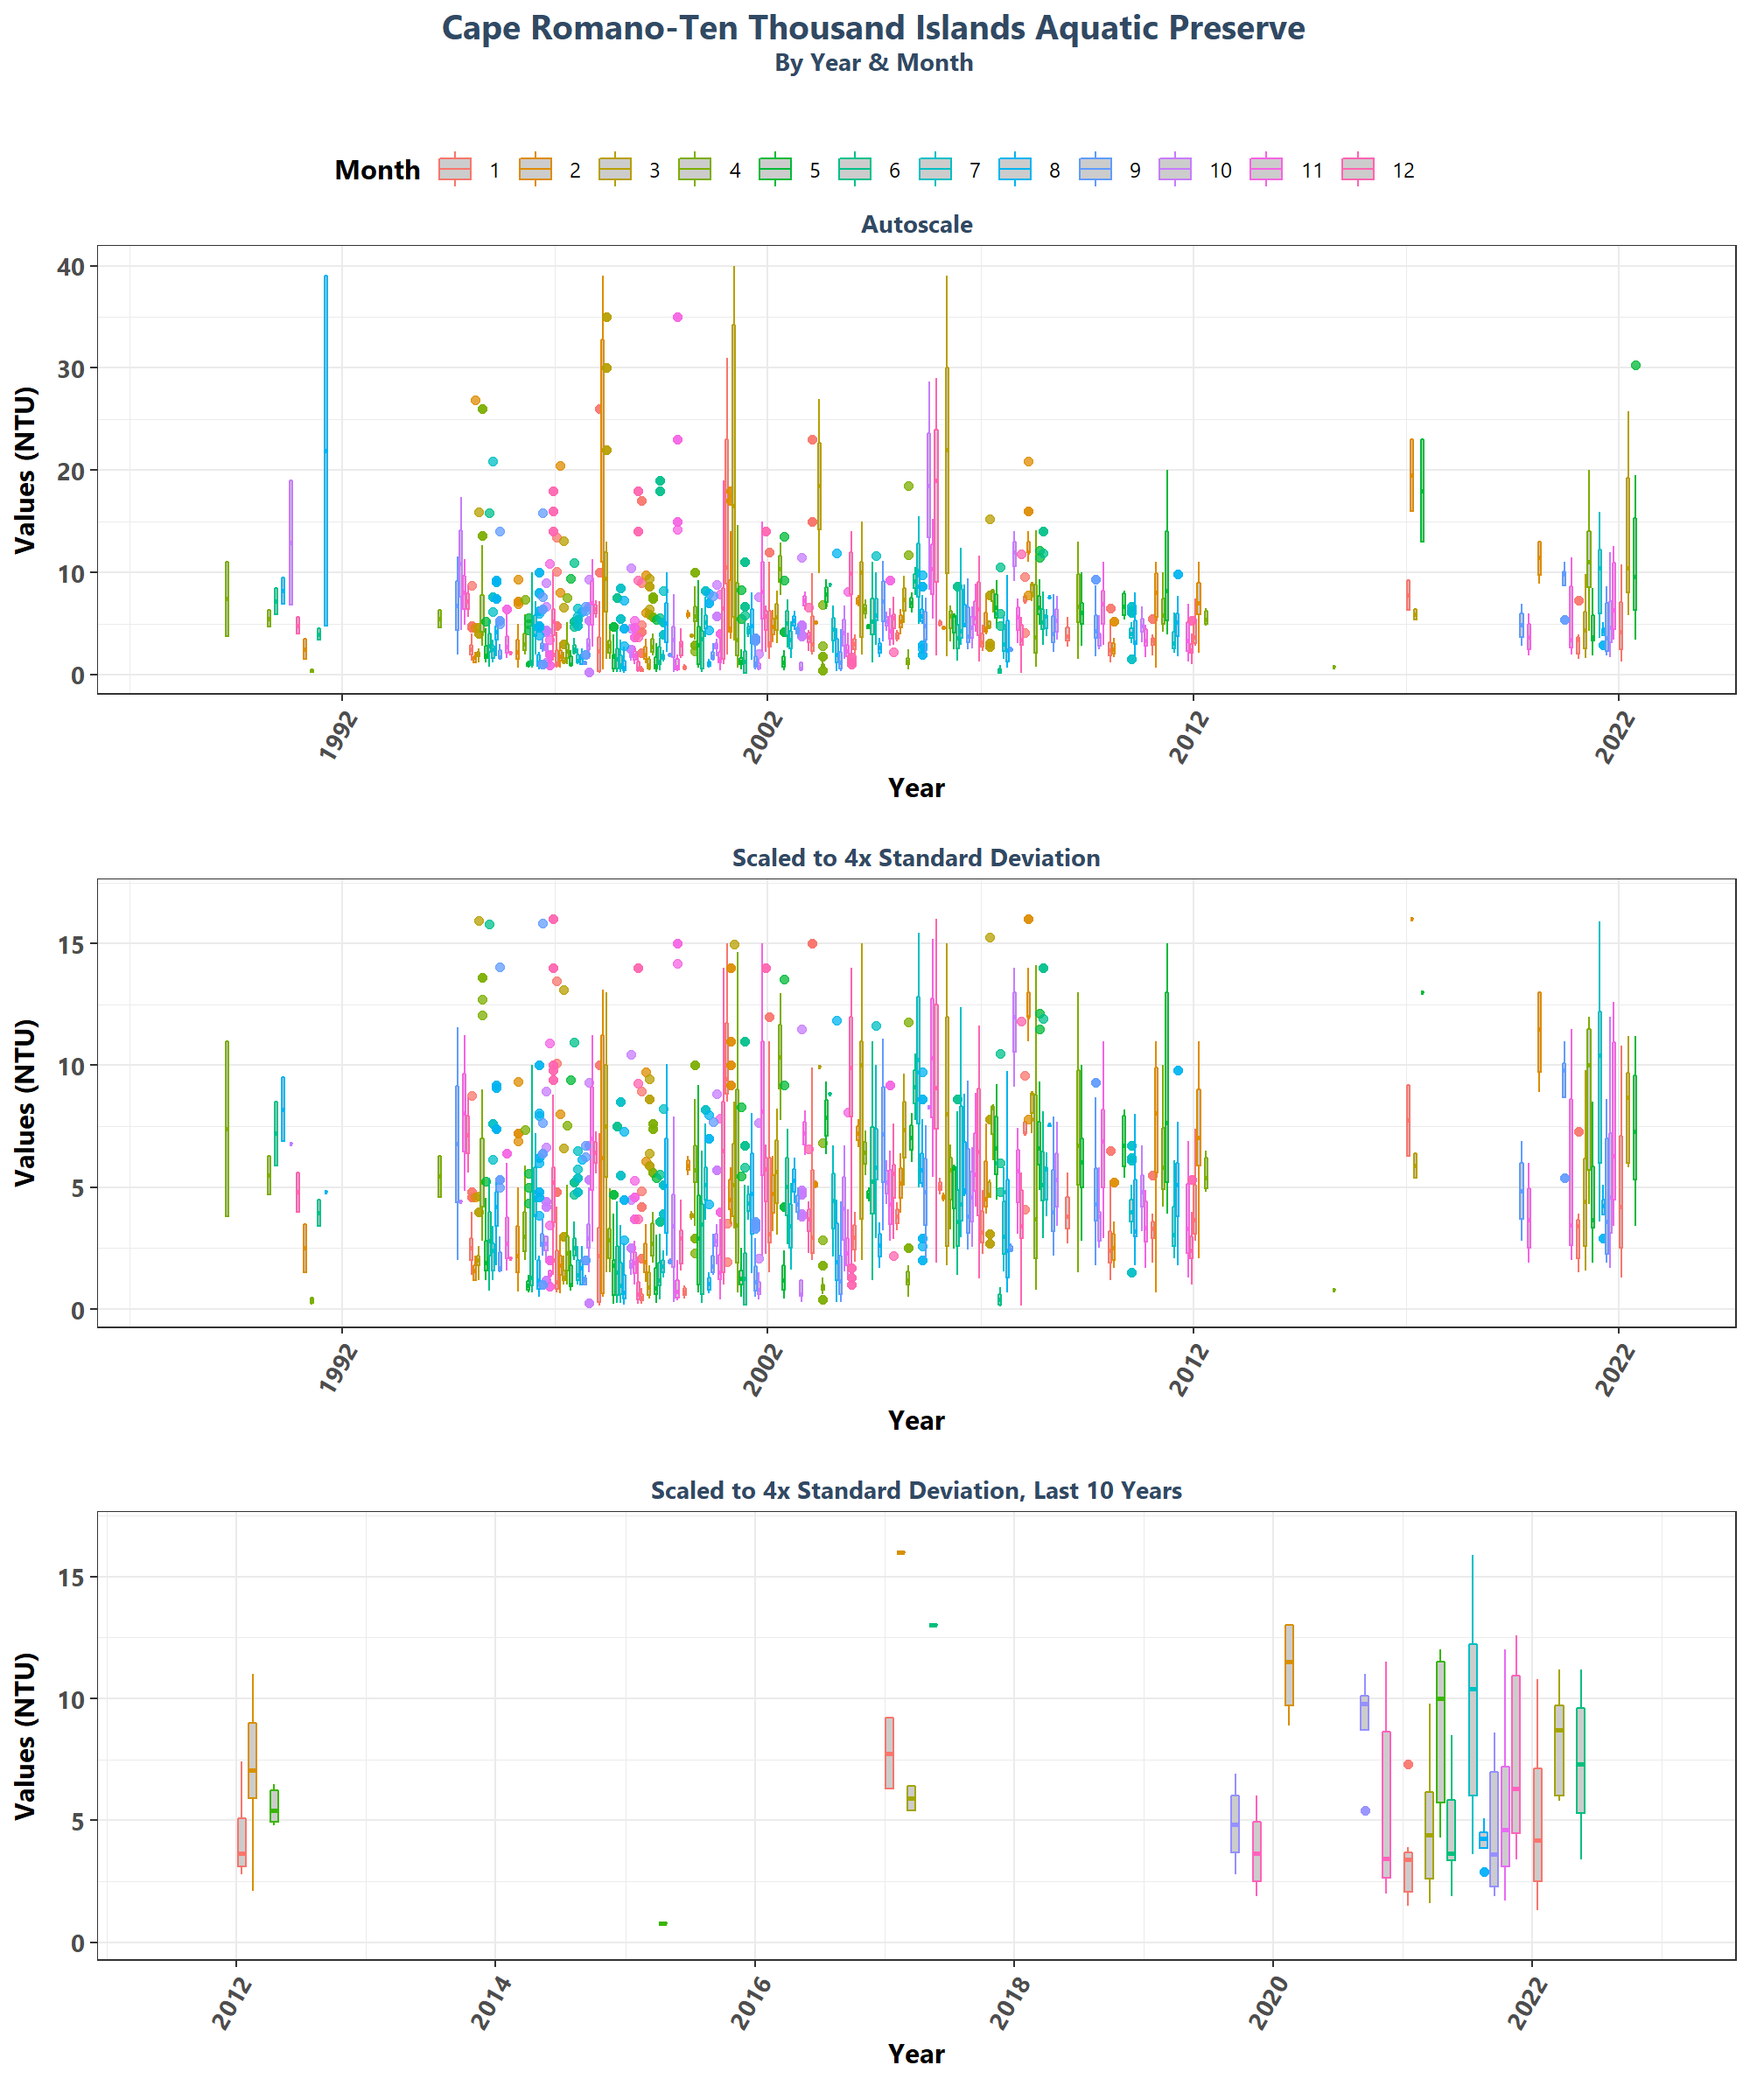 Cape Romano-Ten Thousand Islands Aquatic Preserve
By Year & Month
Month 1 2 3 4 5 6 7 8 9 10 11 12
Autoscale
Values (NTU)
40
30
20
10
0
1992 2002 2012 2022
Year
Scaled to 4x Standard Deviation
Values (NTU)
15
10
5
0
1992 2002 2012 2022
Year
Scaled to 4x Standard Deviation, Last 10 Years
Values (NTU)
15
10
5
0
2012 2014 2016 2018 2020 2022
Year